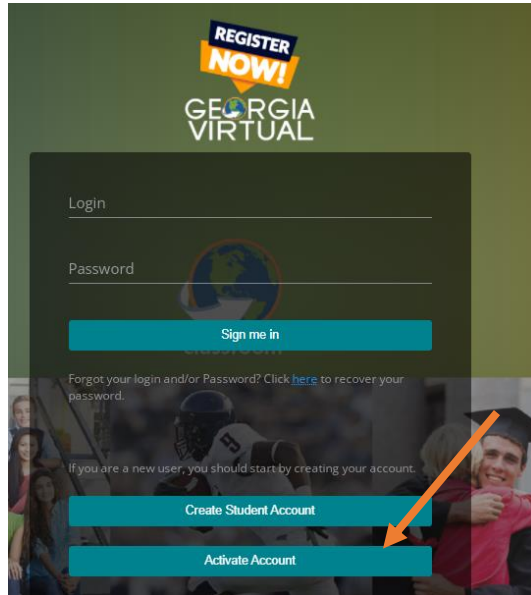 REGISTER
NOW!
GEORGIA
VIRTUAL
Login
Password
Sign me in
classroom
Forgot your login and/or Password? Click here to recover your
password.
9
If you are a new user, you should start by creating your account.
Create Student Account
Activate Account